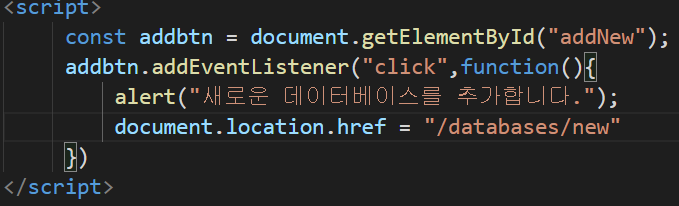 <script>
const addbtn = document.getElementById("addNew");
addbtn.addEventListener("click",function(){
alert("새로운 데이터베이스를 추가합니다.");
document.location.href = "/databases/new"
})
</script>